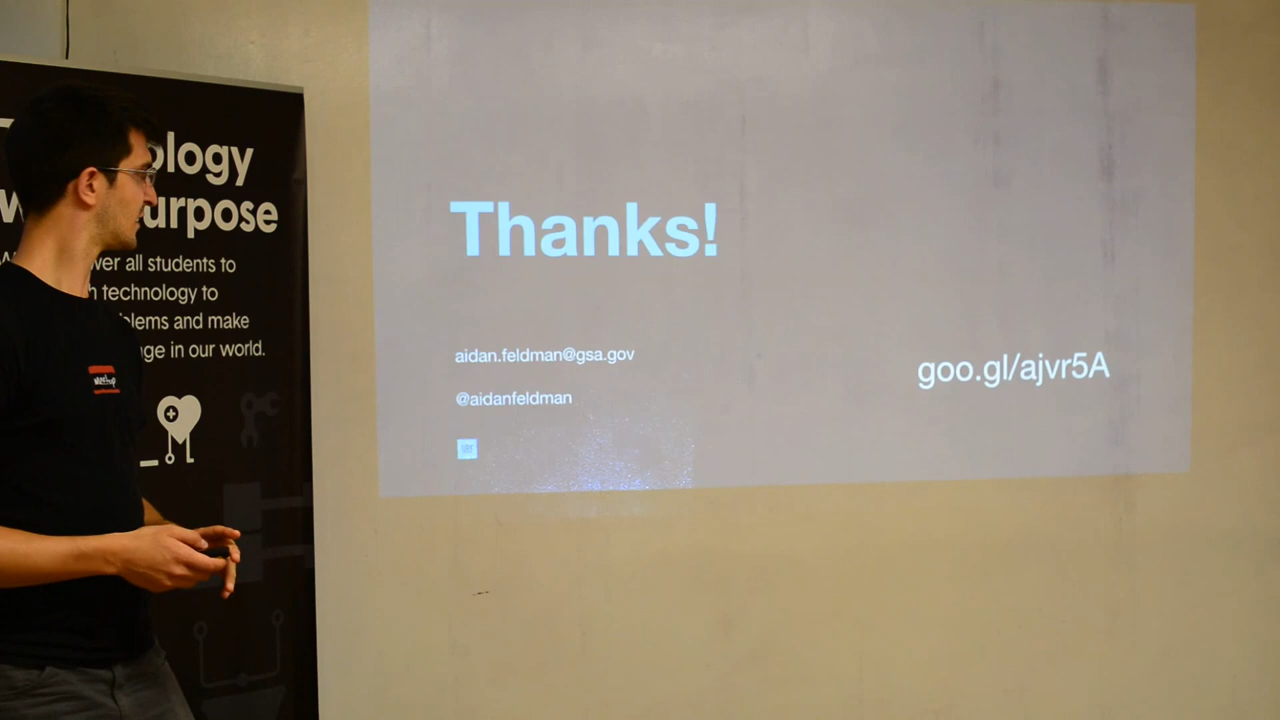 ology
urpose
wer all students to
technology to
blems and make
ge in our world.
Thanks!
aidan.feldman@gsa.gov
@aidanfeldman
goo.gl/ajvr5A